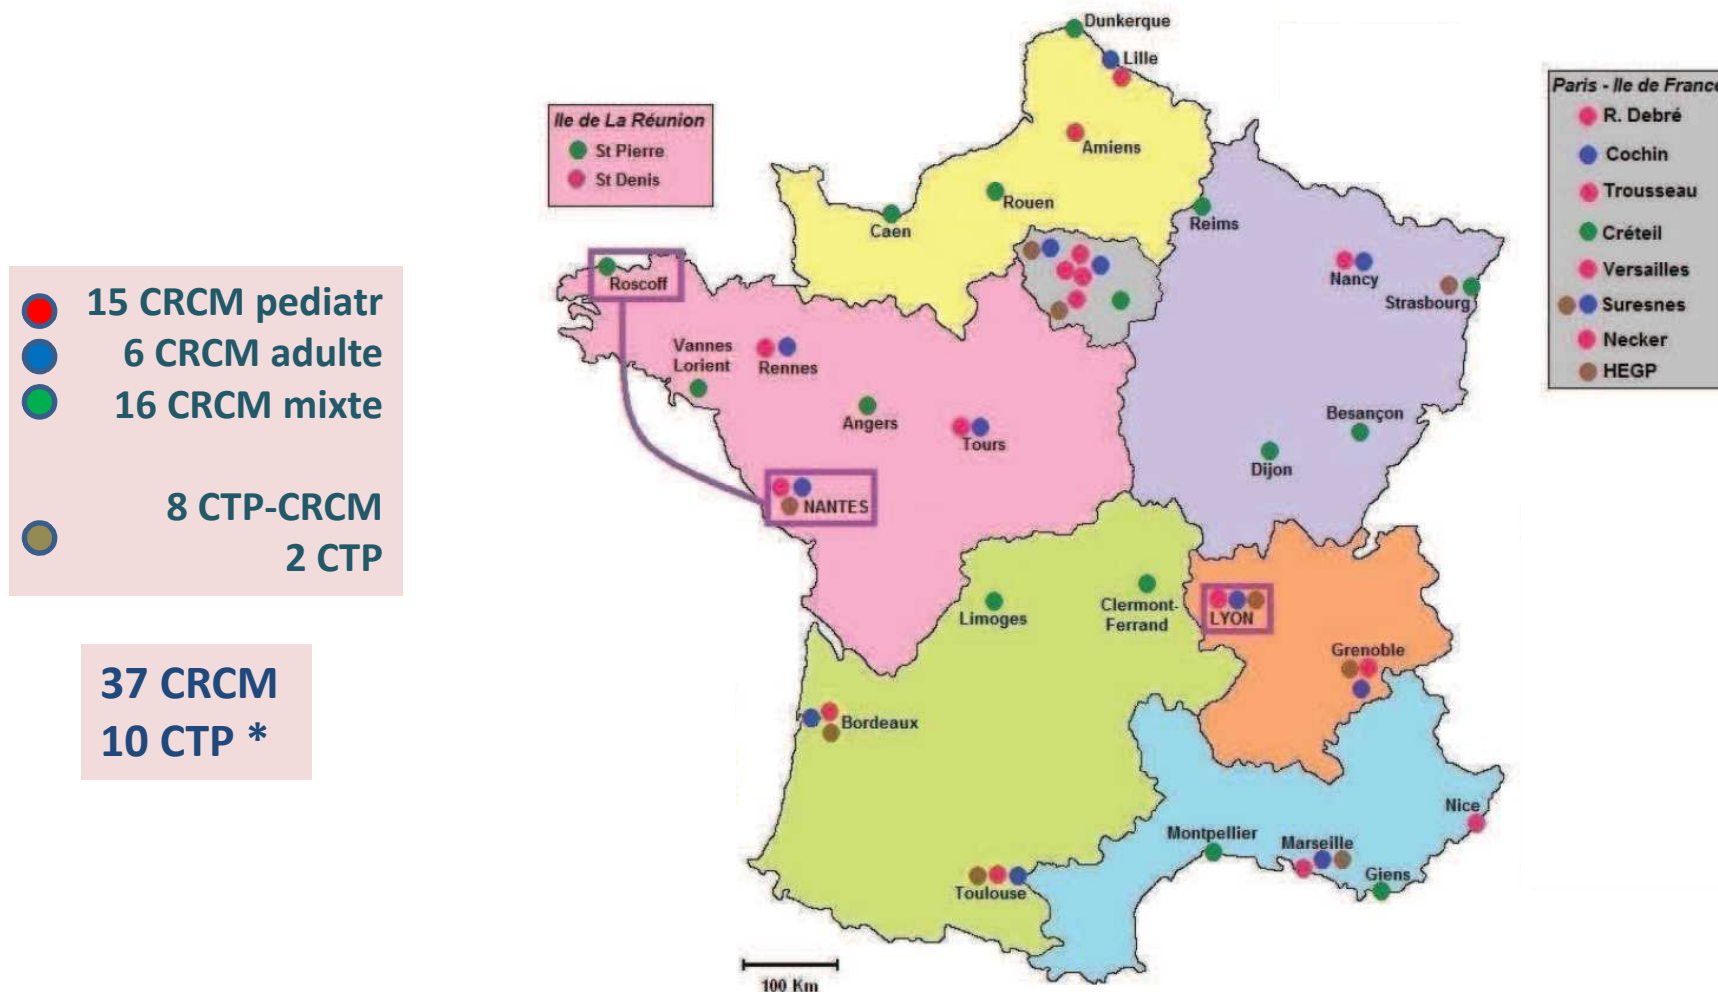 15 CRCM pediatr
6 CRCM adulte
16 CRCM mixte
8 CTP-CRCM
2 CTP
37 CRCM
10 CTP *
Ile de La Réunion
St Pierre
St Denis
Dunkerque
Lille
Amiens
Rouen
Caen
Reims
Nancy
Strasbourg
Roscoff
Vannes
Lorient
Rennes
Angers
Tours
NANTES
Besançon
Dijon
Limoges
Clermont-
Ferrand
LYON
Grenoble
Bordeaux
Toulouse
Montpellier
Marseille
Giens
Nice
100 Km
Paris - Ile de France
R. Debré
Cochin
Trousseau
Créteil
Versailles
Suresnes
Necker
HEGP